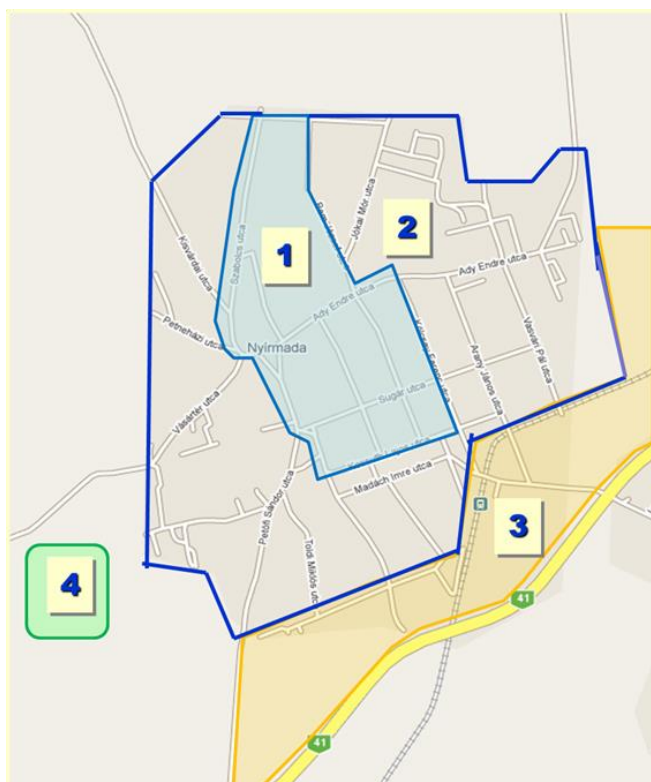 1
2
Jókai Mór utca
Kisvárdai utca
Szabolcs utca
Ady Endre utca
Ady Endre utca
Petneházi utca
Nyírmada
Vasvári Pál utca
Arany János utca
Sugár utca
Vásártér utca
Madách Imre utca
Petőfi Sándor utca
3
Toldi Miklós utc
4
41
41